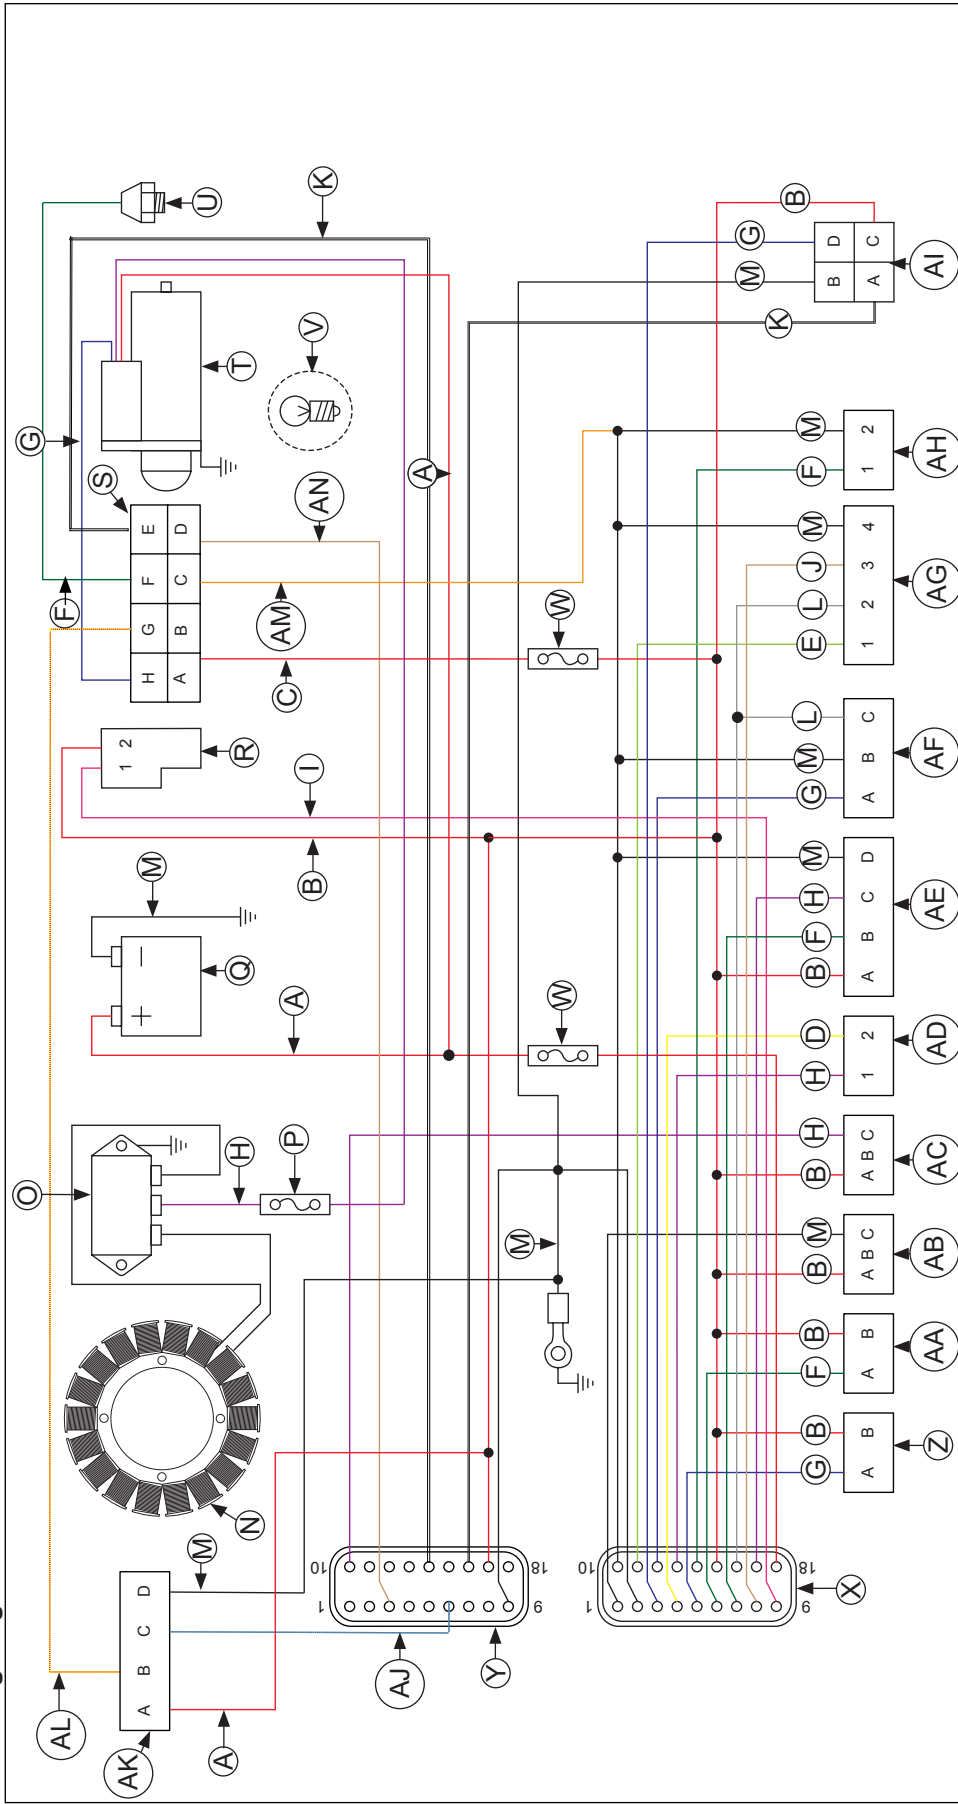 O
G
AL
F
S
AK
1 2
+ −
M
A B C D
H G F E
A B C D
M
U
A
N
H
Q
R
T
P
A
C
AM
B
I
AN
V
K
1 10
AJ
A
Y
9 18
M
W
W
1 10
M
G
K
B
9 18
G B F B B M B H H D B F H M G M L E L J M F M
B D
A C
A B
A B
A B C
A B C
1 2
A B C D
A B C
1 2 3 4
1 2
X
Z AA AB AC AD AE AF AG AH AI